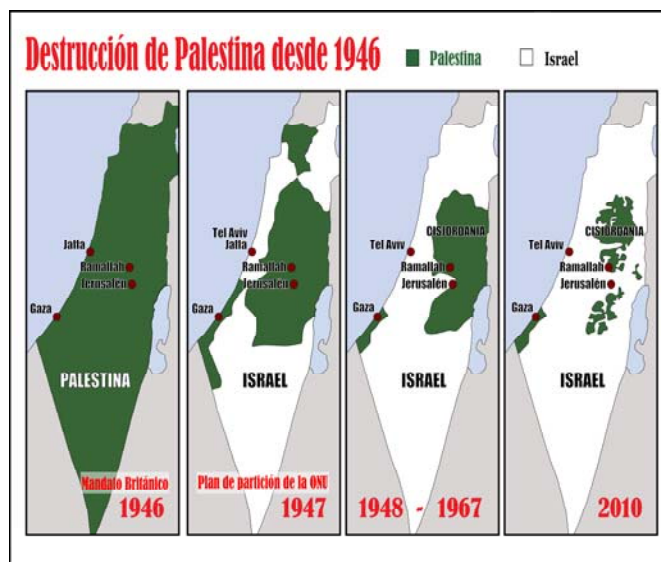 Destrucción de Palestina desde 1946
Palestina
Israel
Jaffa
Ramallah
Jerusalén
Gaza
PALESTINA
Mandato Británico
1946
Tel Aviv
Jaffa
Ramallah
Jerusalén
Gaza
ISRAEL
Plan de partición de la ONU
1947
CISJORDANIA
Tel Aviv
Ramallah
Jerusalén
Gaza
ISRAEL
1948 - 1967
CISJORDANIA
Tel Aviv
Ramallah
Jerusalén
Gaza
ISRAEL
2010